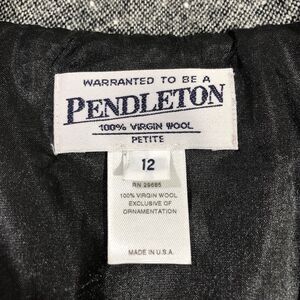 WARRANTED TO BE A
PENDLETON
100% VIRGIN WOOL
PETITE
12
RN 29685
100% VIRGIN WOOL
EXCLUSIVE OF
ORNAMENTATION
MADE IN U.S.A.